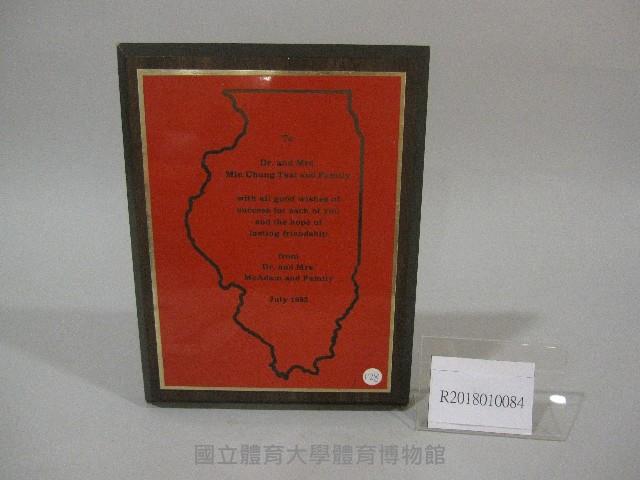 To
Dr. and Mrs.
Min Chung Tsai and Family
with all good wishes of
success for each of you
and the hope of
lasting friendship.
from
Dr. and Mrs.
McAdam and Family
July
R2018010084
國立體育大學體育博物館